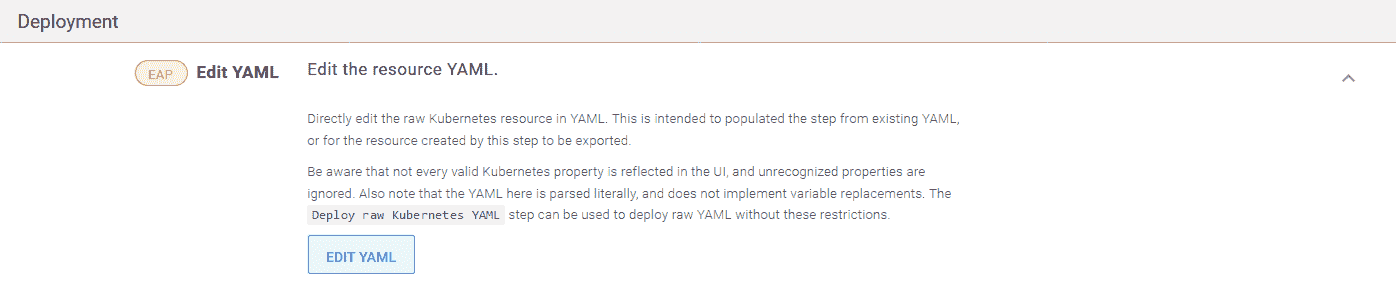 Deployment
EAP Edit YAML Edit the resource YAML.
Directly edit the raw Kubernetes resource in YAML. This is intended to populated the step from existing YAML,
or for the resource created by this step to be exported.
Be aware that not every valid Kubernetes property is reflected in the UI, and unrecognized properties are
ignored. Also note that the YAML here is parsed literally, and does not implement variable replacements. The
Deploy raw Kubernetes YAML step can be used to deploy raw YAML without these restrictions.
EDIT YAML